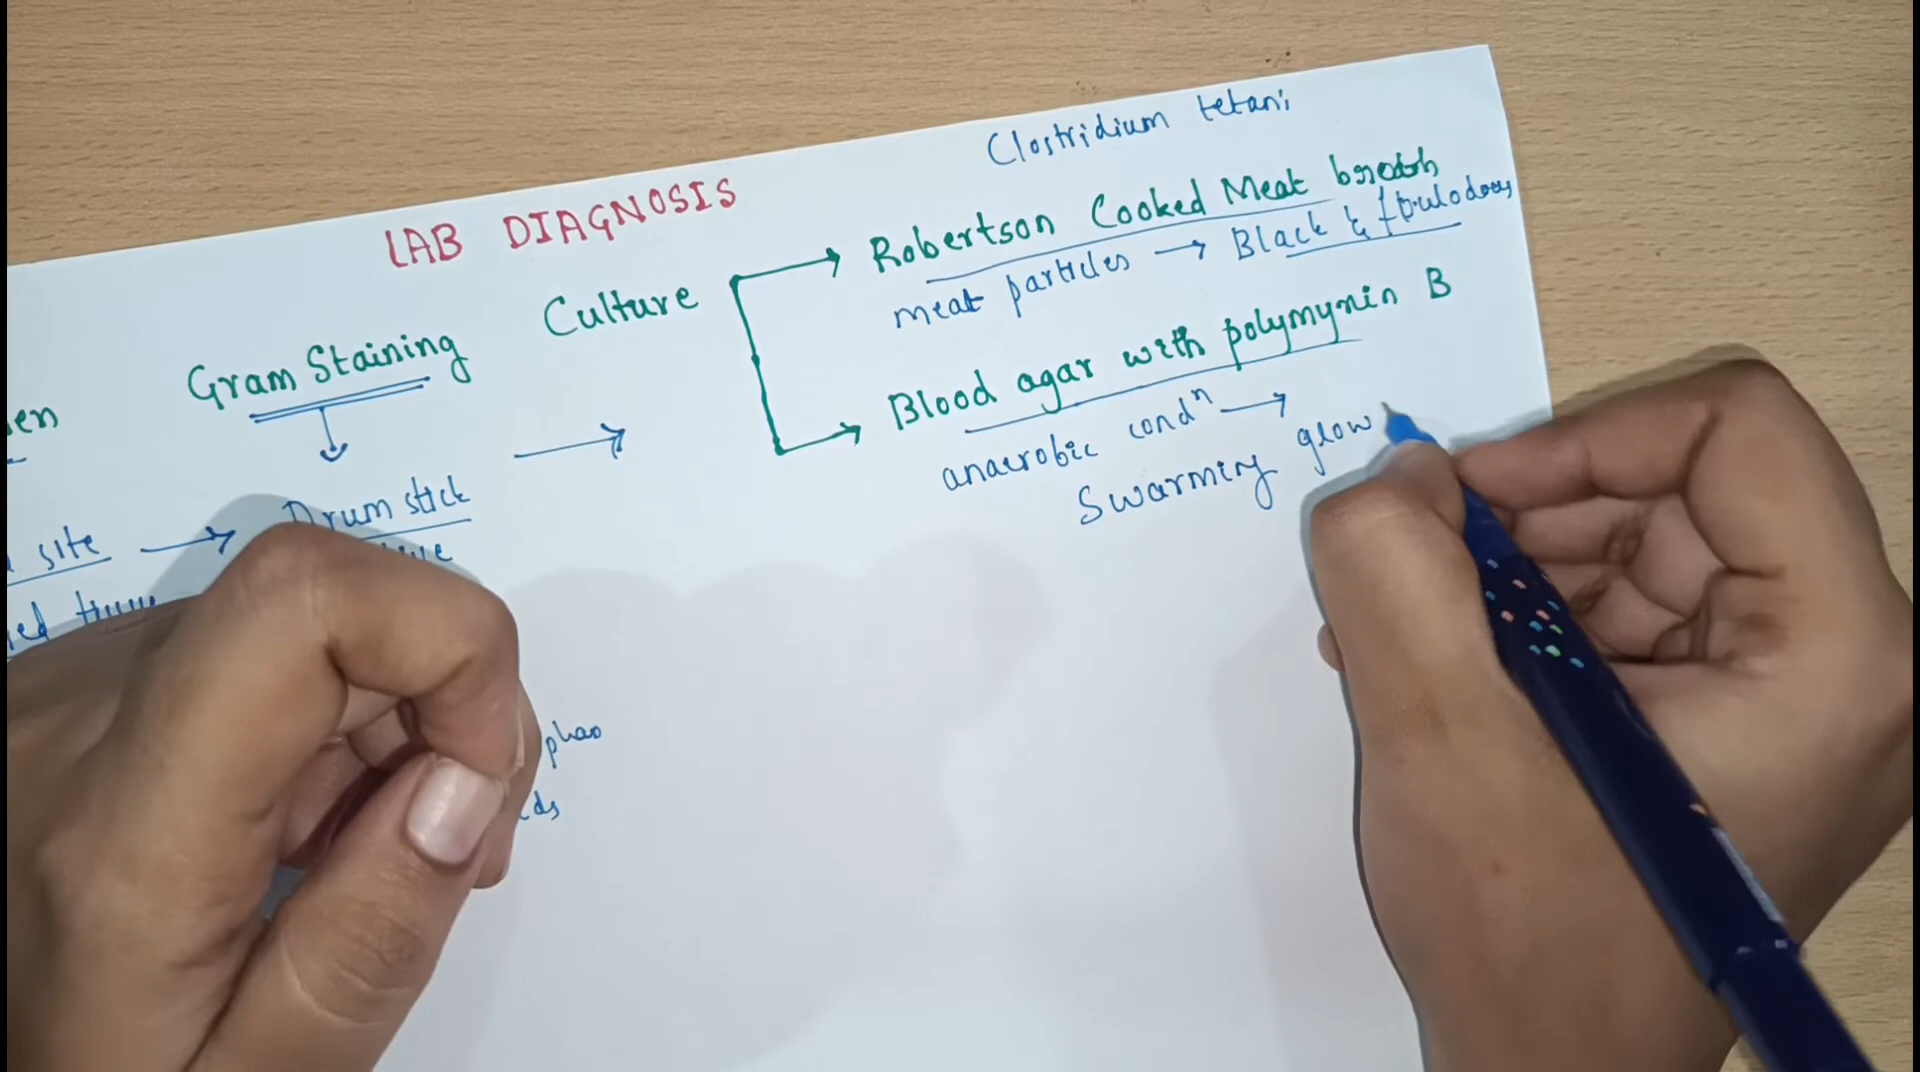 Clostridium tetani
LAB DIAGNOSIS
Gram Staining
Drum stick
site
Culture
Robertson Cooked Meat broth
meat particles → Black & foul odour
Blood agar with polymyxin B
anaerobic condⁿ →
Swarming grow